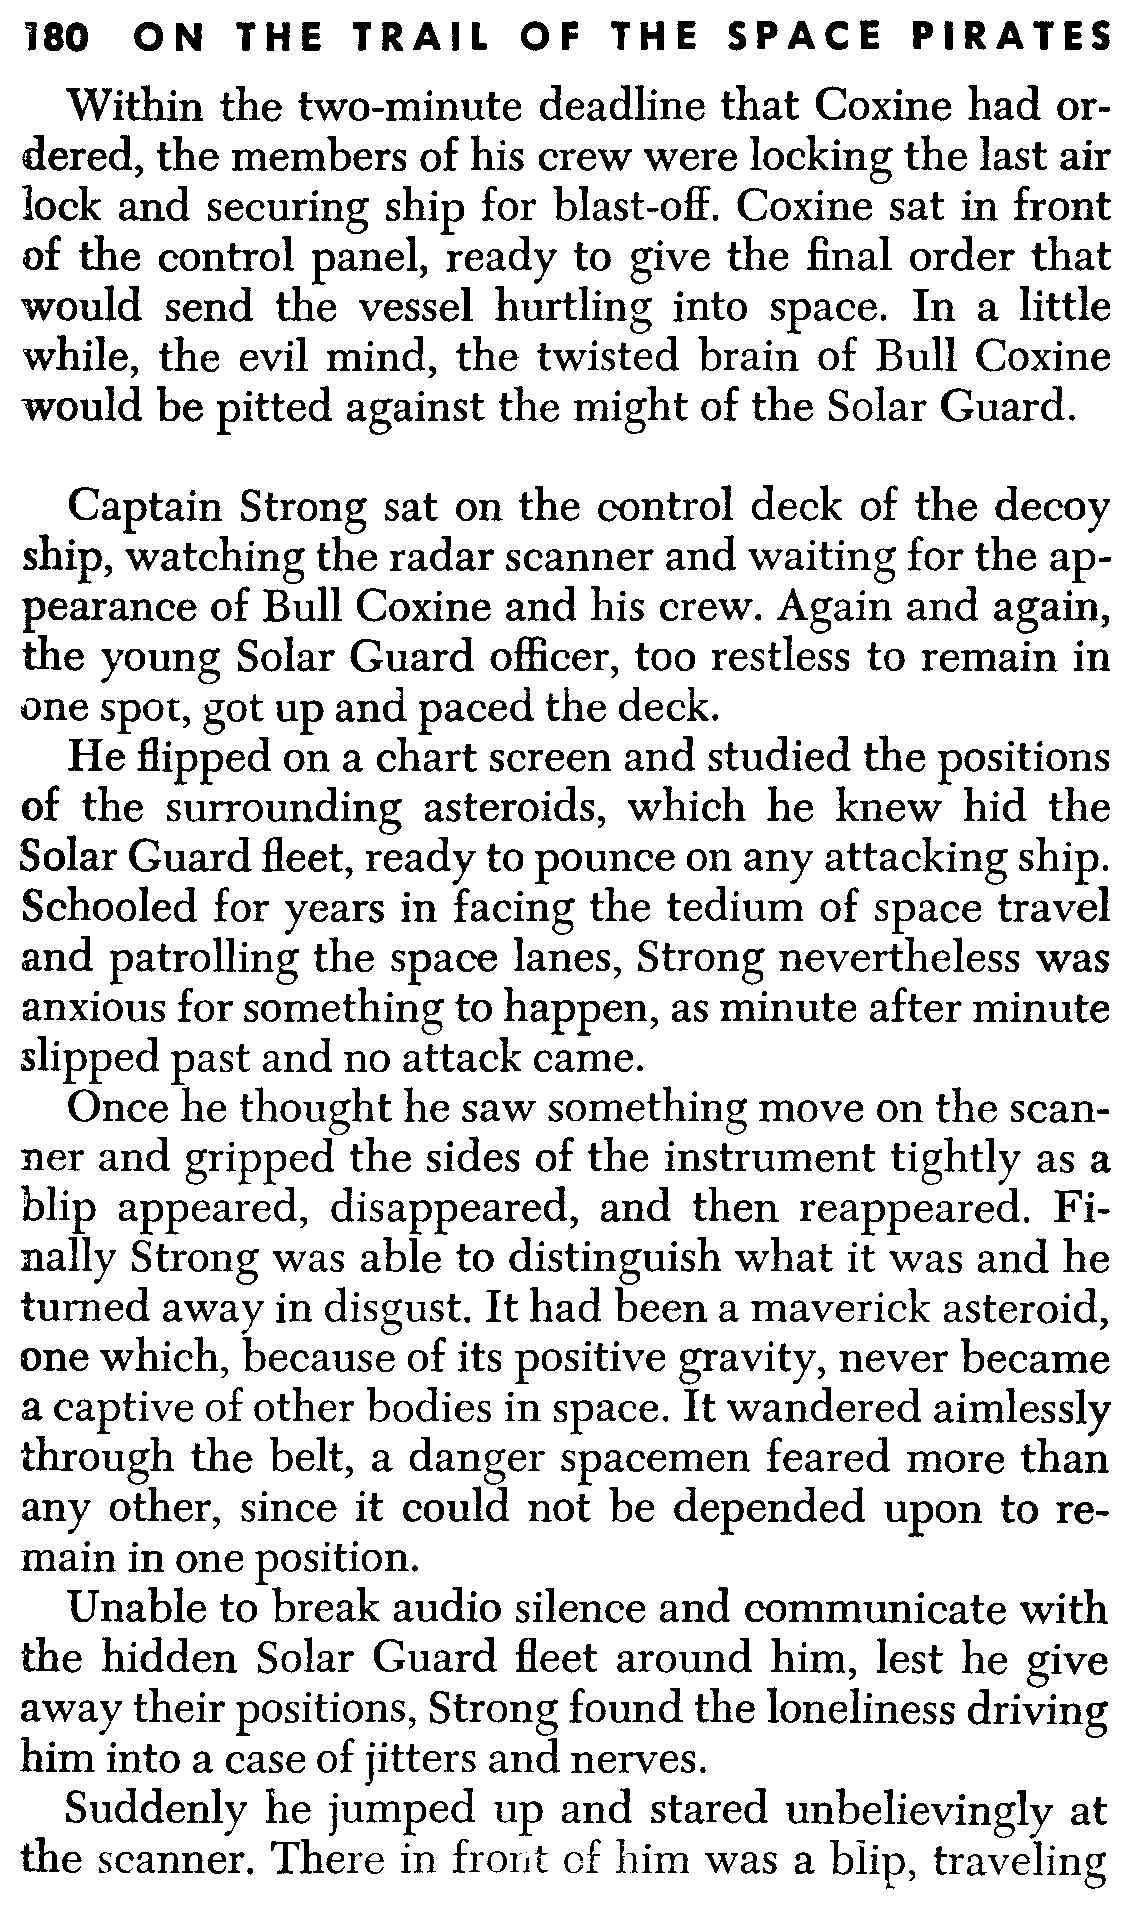 180 ON THE TRAIL OF THE SPACE PIRATES
Within the two-minute deadline that Coxine had or-
dered, the members of his crew were locking the last air
lock and securing ship for blast-off. Coxine sat in front
of the control panel, ready to give the final order that
would send the vessel hurtling into space. In a little
while, the evil mind, the twisted brain of Bull Coxine
would be pitted against the might of the Solar Guard.
Captain Strong sat on the control deck of the decoy
ship, watching the radar scanner and waiting for the ap-
pearance of Bull Coxine and his crew. Again and again,
the young Solar Guard officer, too restless to remain in
one spot, got up and paced the deck.
He flipped on a chart screen and studied the positions
of the surrounding asteroids, which he knew hid the
Solar Guard fleet, ready to pounce on any attacking ship.
Schooled for years in facing the tedium of space travel
and patrolling the space lanes, Strong nevertheless was
anxious for something to happen, as minute after minute
slipped past and no attack came.
Once he thought he saw something move on the scan-
ner and gripped the sides of the instrument tightly as a
blip appeared, disappeared, and then reappeared. Fi-
nally Strong was able to distinguish what it was and he
turned away in disgust. It had been a maverick asteroid,
one which, because of its positive gravity, never became
a captive of other bodies in space. It wandered aimlessly
through the belt, a danger spacemen feared more than
any other, since it could not be depended upon to re-
main in one position.
Unable to break audio silence and communicate with
the hidden Solar Guard fleet around him, lest he give
away their positions, Strong found the loneliness driving
him into a case of jitters and nerves.
Suddenly he jumped up and stared unbelievingly at
the scanner. There in front of him was a blip, traveling